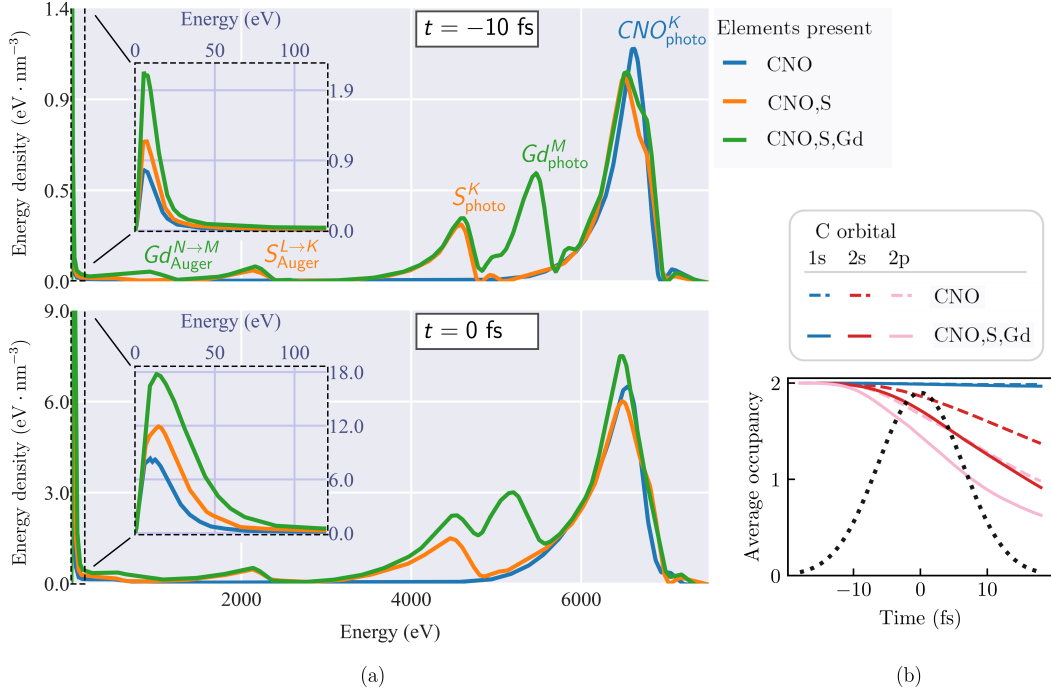 Energy (eV)
0 50 100
1.9
0.9
0.0
t = −10 fs
CNO^K_photo
Gd^M_photo
S^K_photo
Gd^{N→M}_Auger
S^{L→K}_Auger
1.4
0.9
0.5
0.0
Energy density (eV · nm⁻³)
Elements present
CNO
CNO,S
CNO,S,Gd
Energy (eV)
0 50 100
18.0
12.0
6.0
0.0
t = 0 fs
9.0
6.0
3.0
0.0
Energy density (eV · nm⁻³)
2000 4000 6000
Energy (eV)
(a)
C orbital
1s 2s 2p
CNO
CNO,S,Gd
2
1
0
Average occupancy
−10 0 10
Time (fs)
(b)